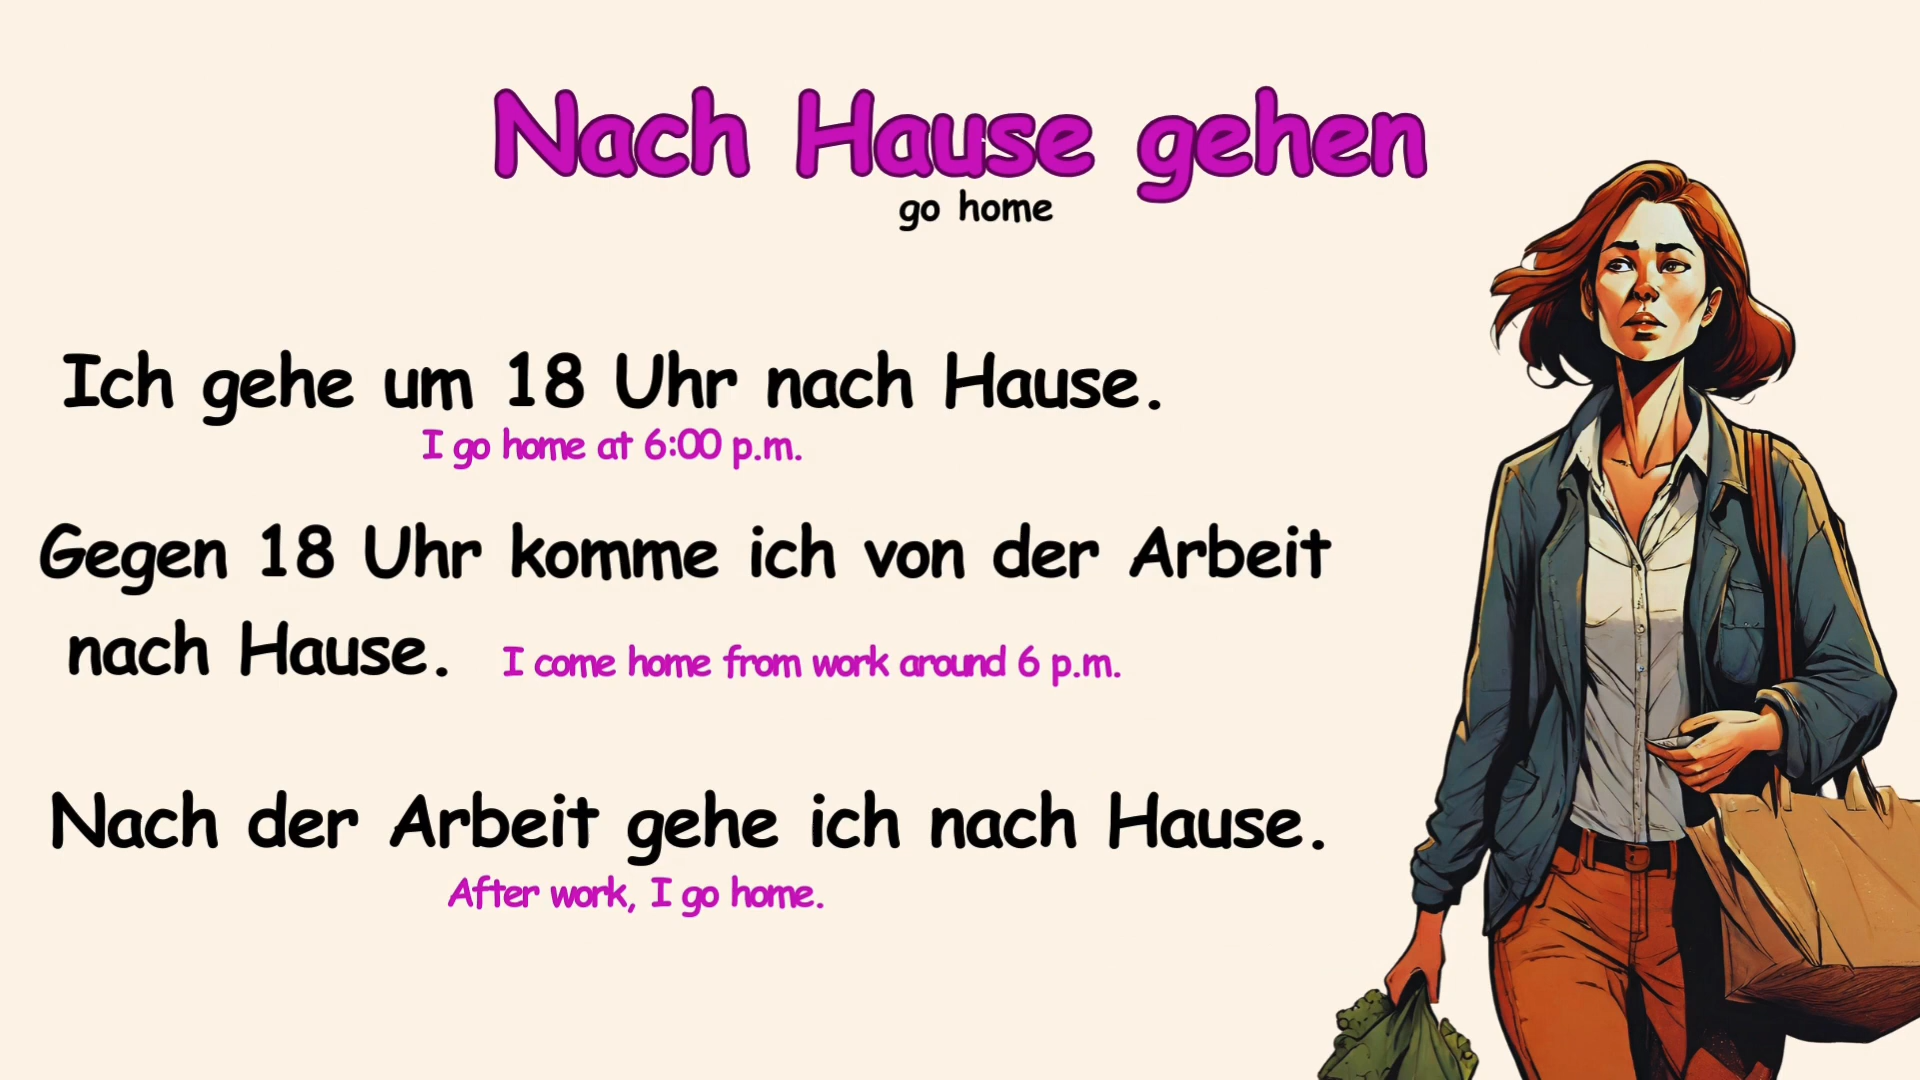 Nach Hause gehen
go home
Ich gehe um 18 Uhr nach Hause.
I go home at 6:00 p.m.
Gegen 18 Uhr komme ich von der Arbeit
nach Hause. I come home from work around 6 p.m.
Nach der Arbeit gehe ich nach Hause.
After work, I go home.